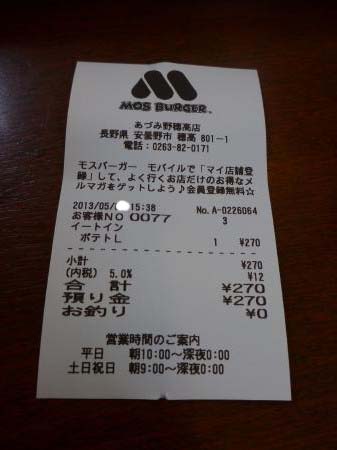 MOS BURGER
あづみ野穂高店
長野県 安曇野市 穂高 801-1
電話:0263-82-0171
モスバーガー モバイルで「マイ店舗登
録」して、よく行くお店だけのお得なメ
ルマガをゲットしよう♪会員登録無料☆
2013/05/ 15:38 No. A-0226064
お客様NO 0077 3
イートイン
ポテトL 1 ¥270
小計 ¥270
(内税) 5.0% ¥12
合計 ¥270
預り金 ¥270
お釣り ¥0
営業時間のご案内
平日 朝10:00~深夜0:00
土日祝日 朝9:00~深夜0:00